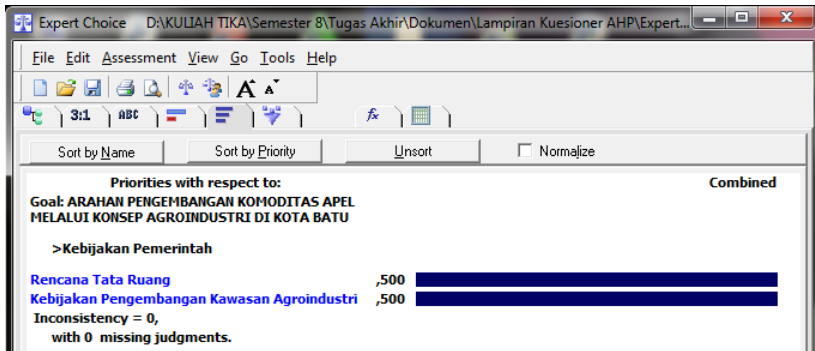 Expert Choice D:\KULIAH TIKA\Semester 8\Tugas Akhir\Dokumen\Lampiran Kuesioner AHP\Expert...
File Edit Assessment View Go Tools Help
A A
3:1 ABC fx
Sort by Name Sort by Priority Unsort Normalize
Priorities with respect to: Combined
Goal: ARAHAN PENGEMBANGAN KOMODITAS APEL
MELALUI KONSEP AGROINDUSTRI DI KOTA BATU
>Kebijakan Pemerintah
Rencana Tata Ruang ,500
Kebijakan Pengembangan Kawasan Agroindustri ,500
Inconsistency = 0,
with 0 missing judgments.